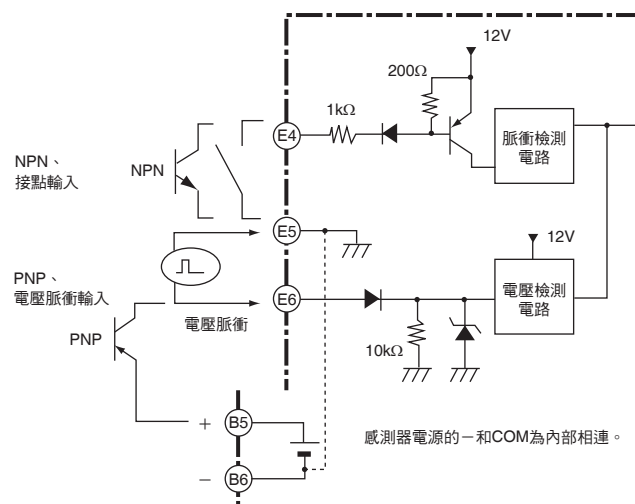 12V
200Ω
1kΩ
E4
脈衝檢測
電路
NPN、
接點輸入
NPN
E5
12V
PNP、
電壓脈衝輸入
E6
電壓檢測
電路
電壓脈衝
PNP
10kΩ
+
B5
感測器電源的－和COM為內部相連。
−
B6